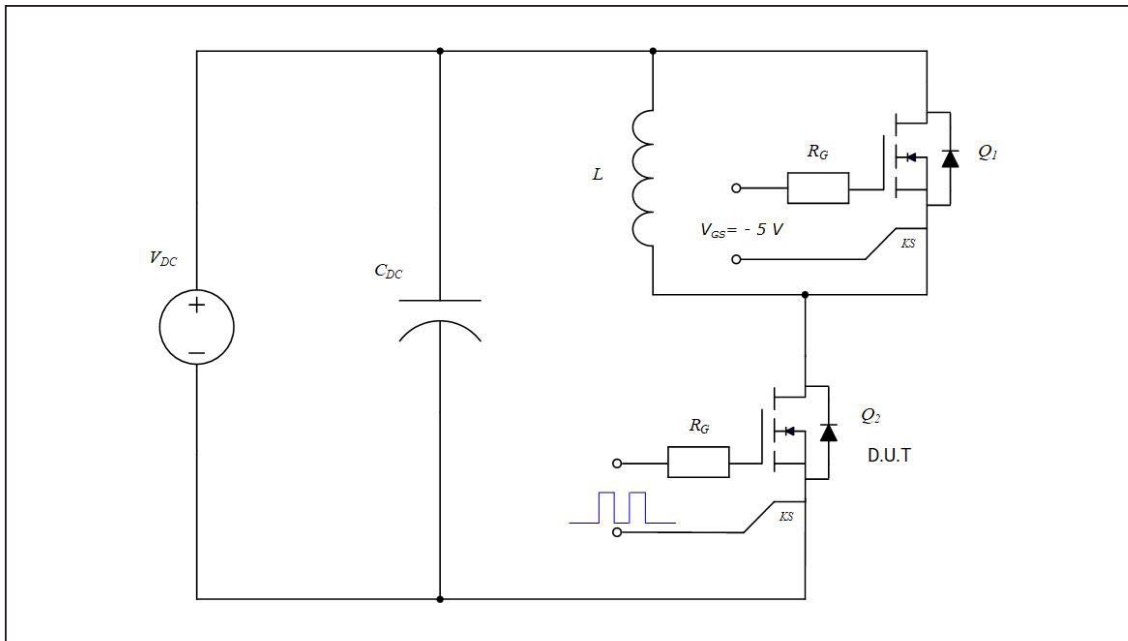 R_G
Q_1
L
V_GS = - 5 V
KS
V_DC
C_DC
+
−
R_G
Q_2
D.U.T
KS